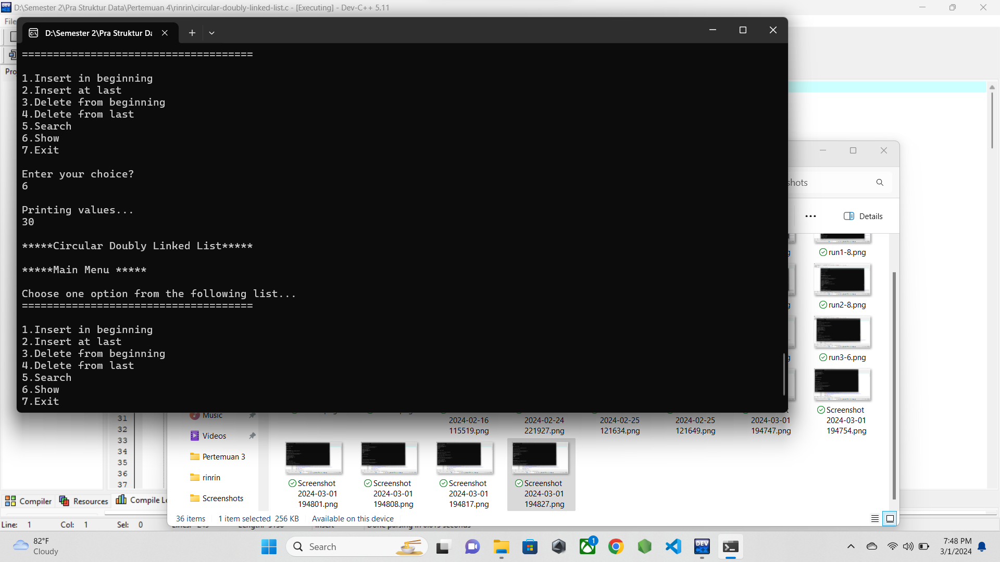 D:\Semester 2\Pra Struktur Data\Pertemuan 4\rinrin\circular-doubly-linked-list.c - [Executing] - Dev-C++ 5.11
File
D:\Semester 2\Pra Struktur Da
=====================================
1.Insert in beginning
2.Insert at last
3.Delete from beginning
4.Delete from last
5.Search
6.Show
7.Exit
Enter your choice?
6
Printing values...
30
*****Circular Doubly Linked List*****
*****Main Menu *****
Choose one option from the following list...
=====================================
1.Insert in beginning
2.Insert at last
3.Delete from beginning
4.Delete from last
5.Search
6.Show
7.Exit
shots
Details
run1-8.png
run2-8.png
run3-6.png
Screenshot
2024-03-01
194754.png
2024-02-16
115519.png
2024-02-24
221927.png
2024-02-25
121634.png
2024-02-25
121649.png
2024-03-01
194747.png
Music
Videos
Pertemuan 3
rinrin
Screenshots
Screenshot
2024-03-01
194801.png
Screenshot
2024-03-01
194808.png
Screenshot
2024-03-01
194817.png
Screenshot
2024-03-01
194827.png
31
32
33
34
35
36
37
Compiler
Resources
Compile Lo
36 items
1 item selected 256 KB
Available on this device
Line: 1
Col: 1
Sel: 0
82°F
Cloudy
Search
DEV
1
7:48 PM
3/1/2024